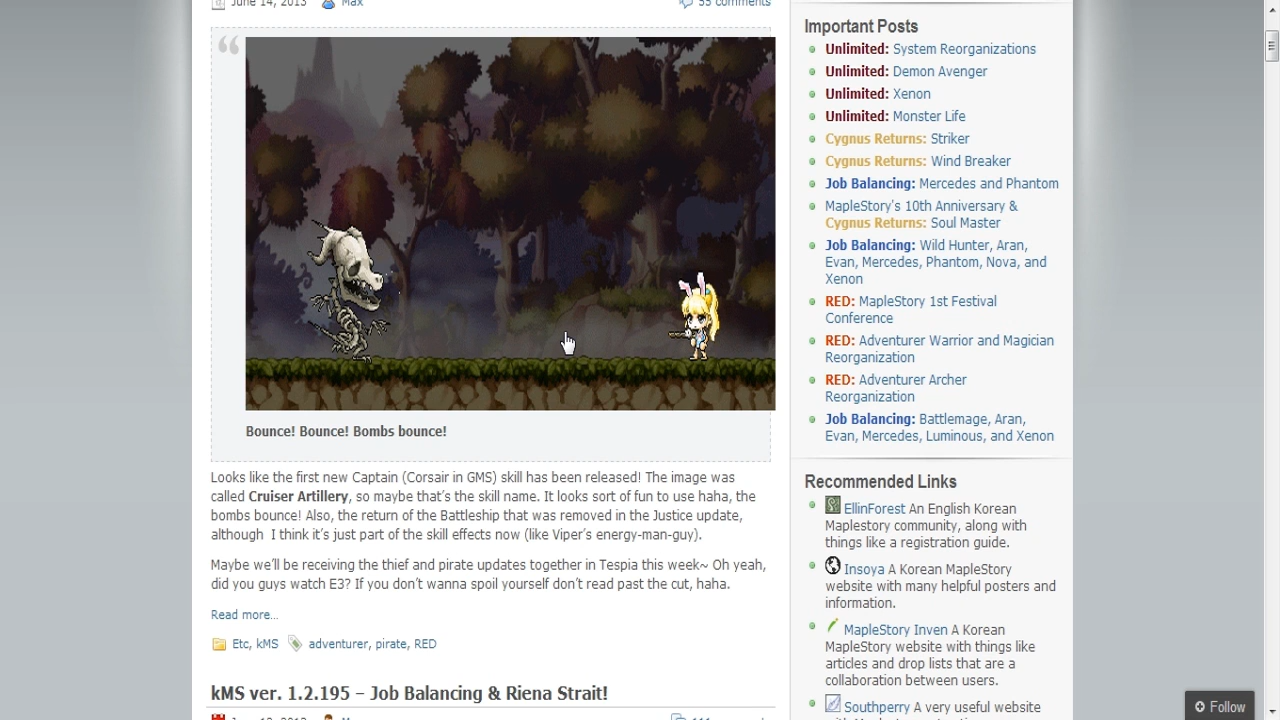 June 14, 2013 Max 55 comments
Bounce! Bounce! Bombs bounce!
Looks like the first new Captain (Corsair in GMS) skill has been released! The image was
called Cruiser Artillery, so maybe that's the skill name. It looks sort of fun to use haha, the
bombs bounce! Also, the return of the Battleship that was removed in the Justice update,
although I think it's just part of the skill effects now (like Viper's energy-man-guy).
Maybe we'll be receiving the thief and pirate updates together in Tespia this week~ Oh yeah,
did you guys watch E3? If you don't wanna spoil yourself don't read past the cut, haha.
Read more...
Etc, kMS adventurer, pirate, RED
kMS ver. 1.2.195 – Job Balancing & Riena Strait!
Important Posts
Unlimited: System Reorganizations
Unlimited: Demon Avenger
Unlimited: Xenon
Unlimited: Monster Life
Cygnus Returns: Striker
Cygnus Returns: Wind Breaker
Job Balancing: Mercedes and Phantom
MapleStory's 10th Anniversary &
Cygnus Returns: Soul Master
Job Balancing: Wild Hunter, Aran,
Evan, Mercedes, Phantom, Nova, and
Xenon
RED: MapleStory 1st Festival
Conference
RED: Adventurer Warrior and Magician
Reorganization
RED: Adventurer Archer
Reorganization
Job Balancing: Battlemage, Aran,
Evan, Mercedes, Luminous, and Xenon
Recommended Links
EllinForest An English Korean
Maplestory community, along with
things like a registration guide.
Insoya A Korean MapleStory
website with many helpful posters and
information.
MapleStory Inven A Korean
MapleStory website with things like
articles and drop lists that are a
collaboration between users.
Southperry A very useful website
Follow